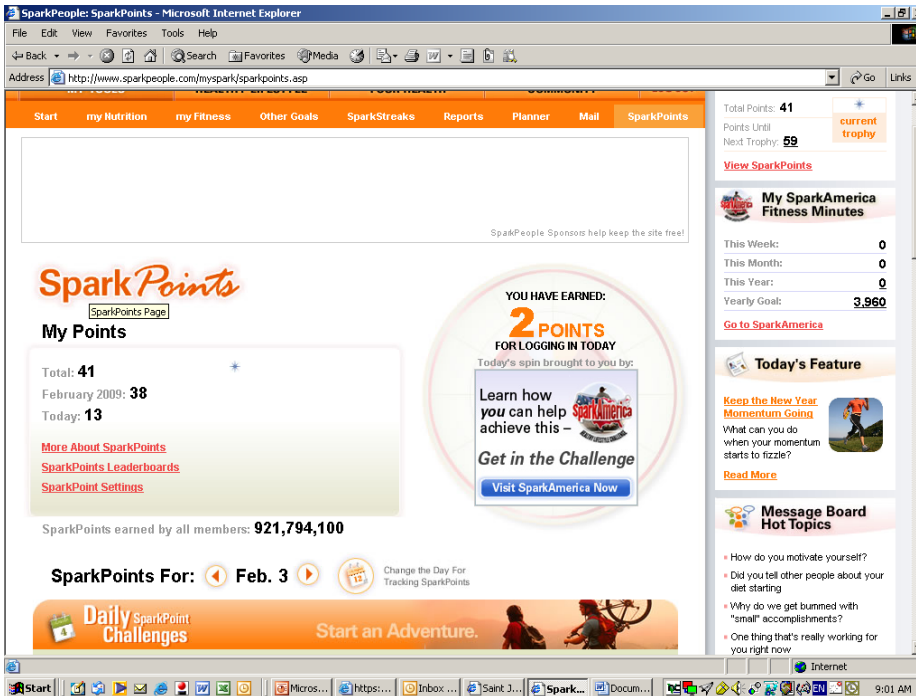 SparkPeople: SparkPoints - Microsoft Internet Explorer
File Edit View Favorites Tools Help
Back Search Favorites Media
Address http://www.sparkpeople.com/myspark/sparkpoints.asp Go Links
Start my Nutrition my Fitness Other Goals SparkStreaks Reports Planner Mail SparkPoints
SparkPeople Sponsors help keep the site free!
SparkPoints
SparkPoints Page
My Points
Total: 41
February 2009: 38
Today: 13
More About SparkPoints
SparkPoints Leaderboards
SparkPoint Settings
SparkPoints earned by all members: 921,794,100
YOU HAVE EARNED:
2 POINTS
FOR LOGGING IN TODAY
Today's spin brought to you by:
Learn how
you can help
achieve this –
SparkAmerica
Get in the Challenge
Visit SparkAmerica Now
SparkPoints For: Feb. 3
12
Change the Day For
Tracking SparkPoints
4
Daily SparkPoint
Challenges
Start an Adventure.
Total Points: 41
Points Until
Next Trophy: 59
current
trophy
View SparkPoints
My SparkAmerica
Fitness Minutes
This Week: 0
This Month: 0
This Year: 0
Yearly Goal: 3,960
Go to SparkAmerica
Today's Feature
Keep the New Year
Momentum Going
What can you do
when your momentum
starts to fizzle?
Read More
Message Board
Hot Topics
How do you motivate yourself?
Did you tell other people about your
diet starting
Why do we get bummed with
"small" accomplishments?
One thing that's really working for
you right now
Internet
Start Micros... https:... Inbox ... Saint J... Spark... Docum... EN 9:01 AM